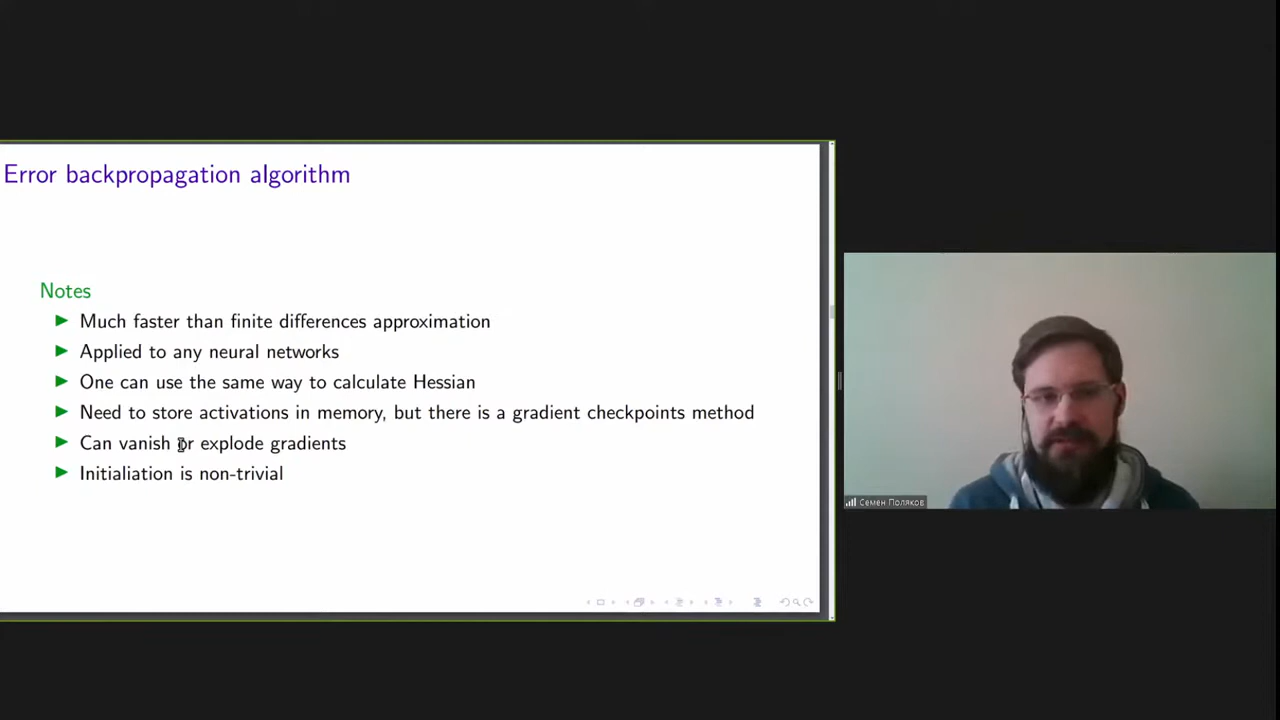 Error backpropagation algorithm
Notes
Much faster than finite differences approximation
Applied to any neural networks
One can use the same way to calculate Hessian
Need to store activations in memory, but there is a gradient checkpoints method
Can vanish or explode gradients
Initialiation is non-trivial
Семен Поляков